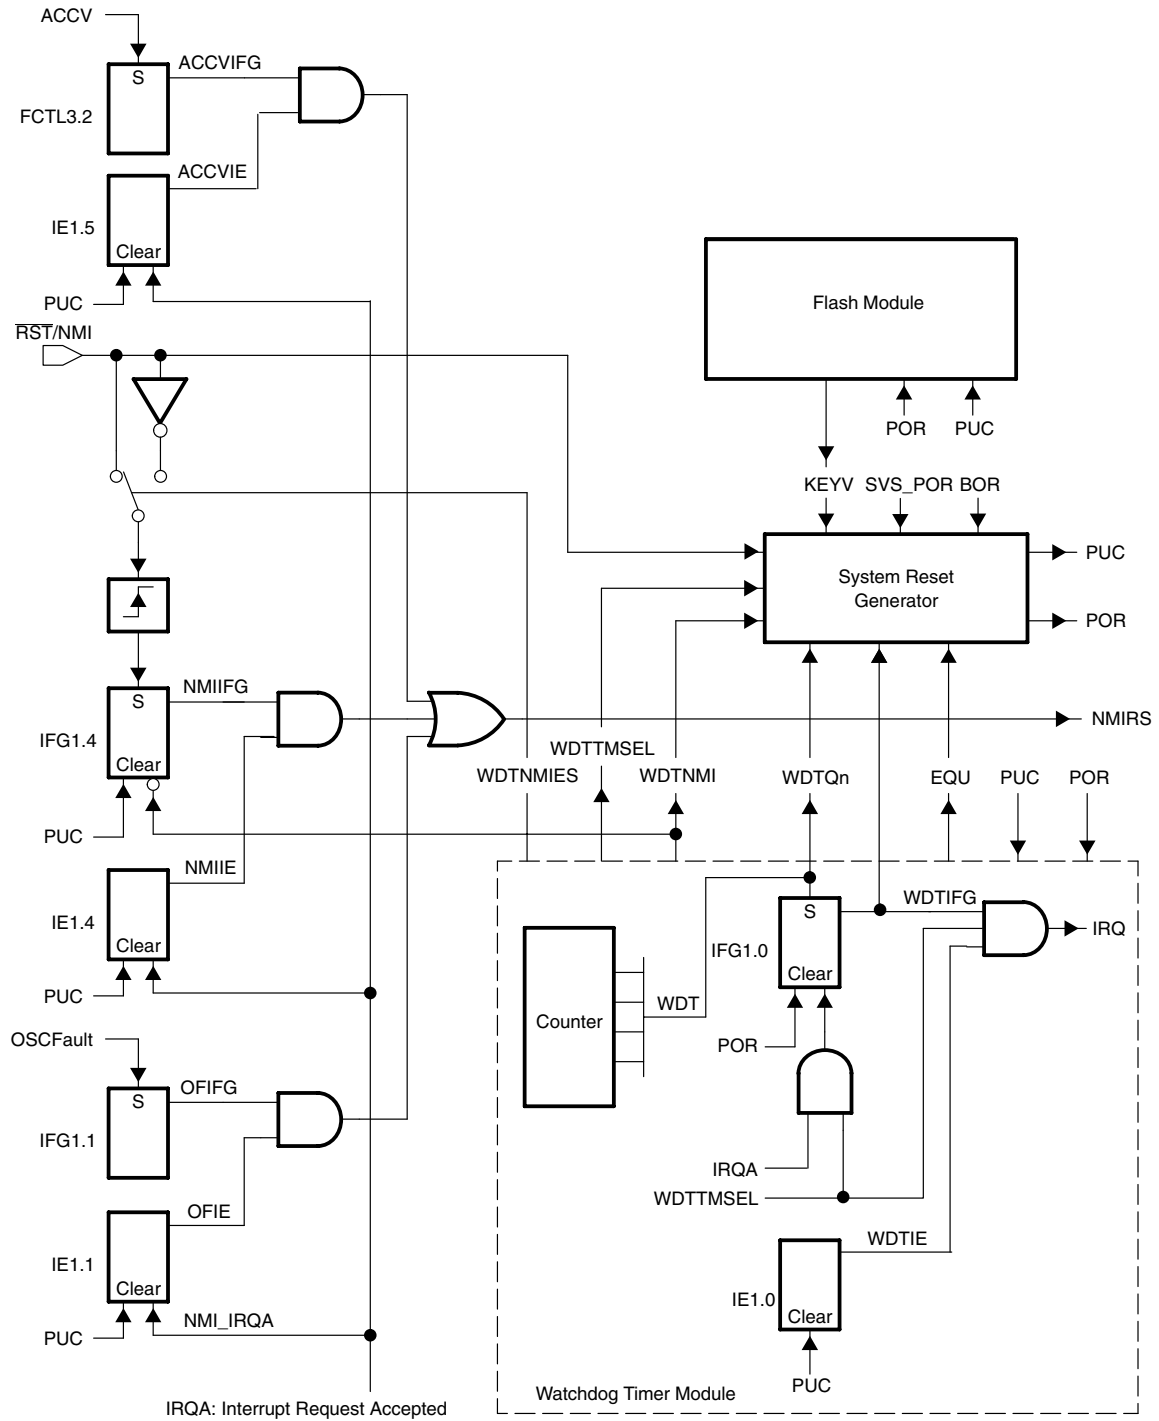 ACCV
S
ACCVIFG
FCTL3.2
ACCVIE
IE1.5
Clear
PUC
RST/NMI
Flash Module
POR
PUC
KEYV
SVS_POR
BOR
System Reset
Generator
PUC
POR
S
NMIIFG
IFG1.4
Clear
PUC
NMIRS
WDTTMSEL
WDTNMIES
WDTNMI
WDTQn
EQU
PUC
POR
NMIIE
IE1.4
Clear
PUC
S
WDTIFG
IRQ
IFG1.0
Clear
Counter
WDT
POR
OSCFault
S
OFIFG
IFG1.1
IRQA
WDTTMSEL
OFIE
IE1.1
Clear
NMI_IRQA
PUC
WDTIE
IE1.0
Clear
PUC
Watchdog Timer Module
IRQA: Interrupt Request Accepted